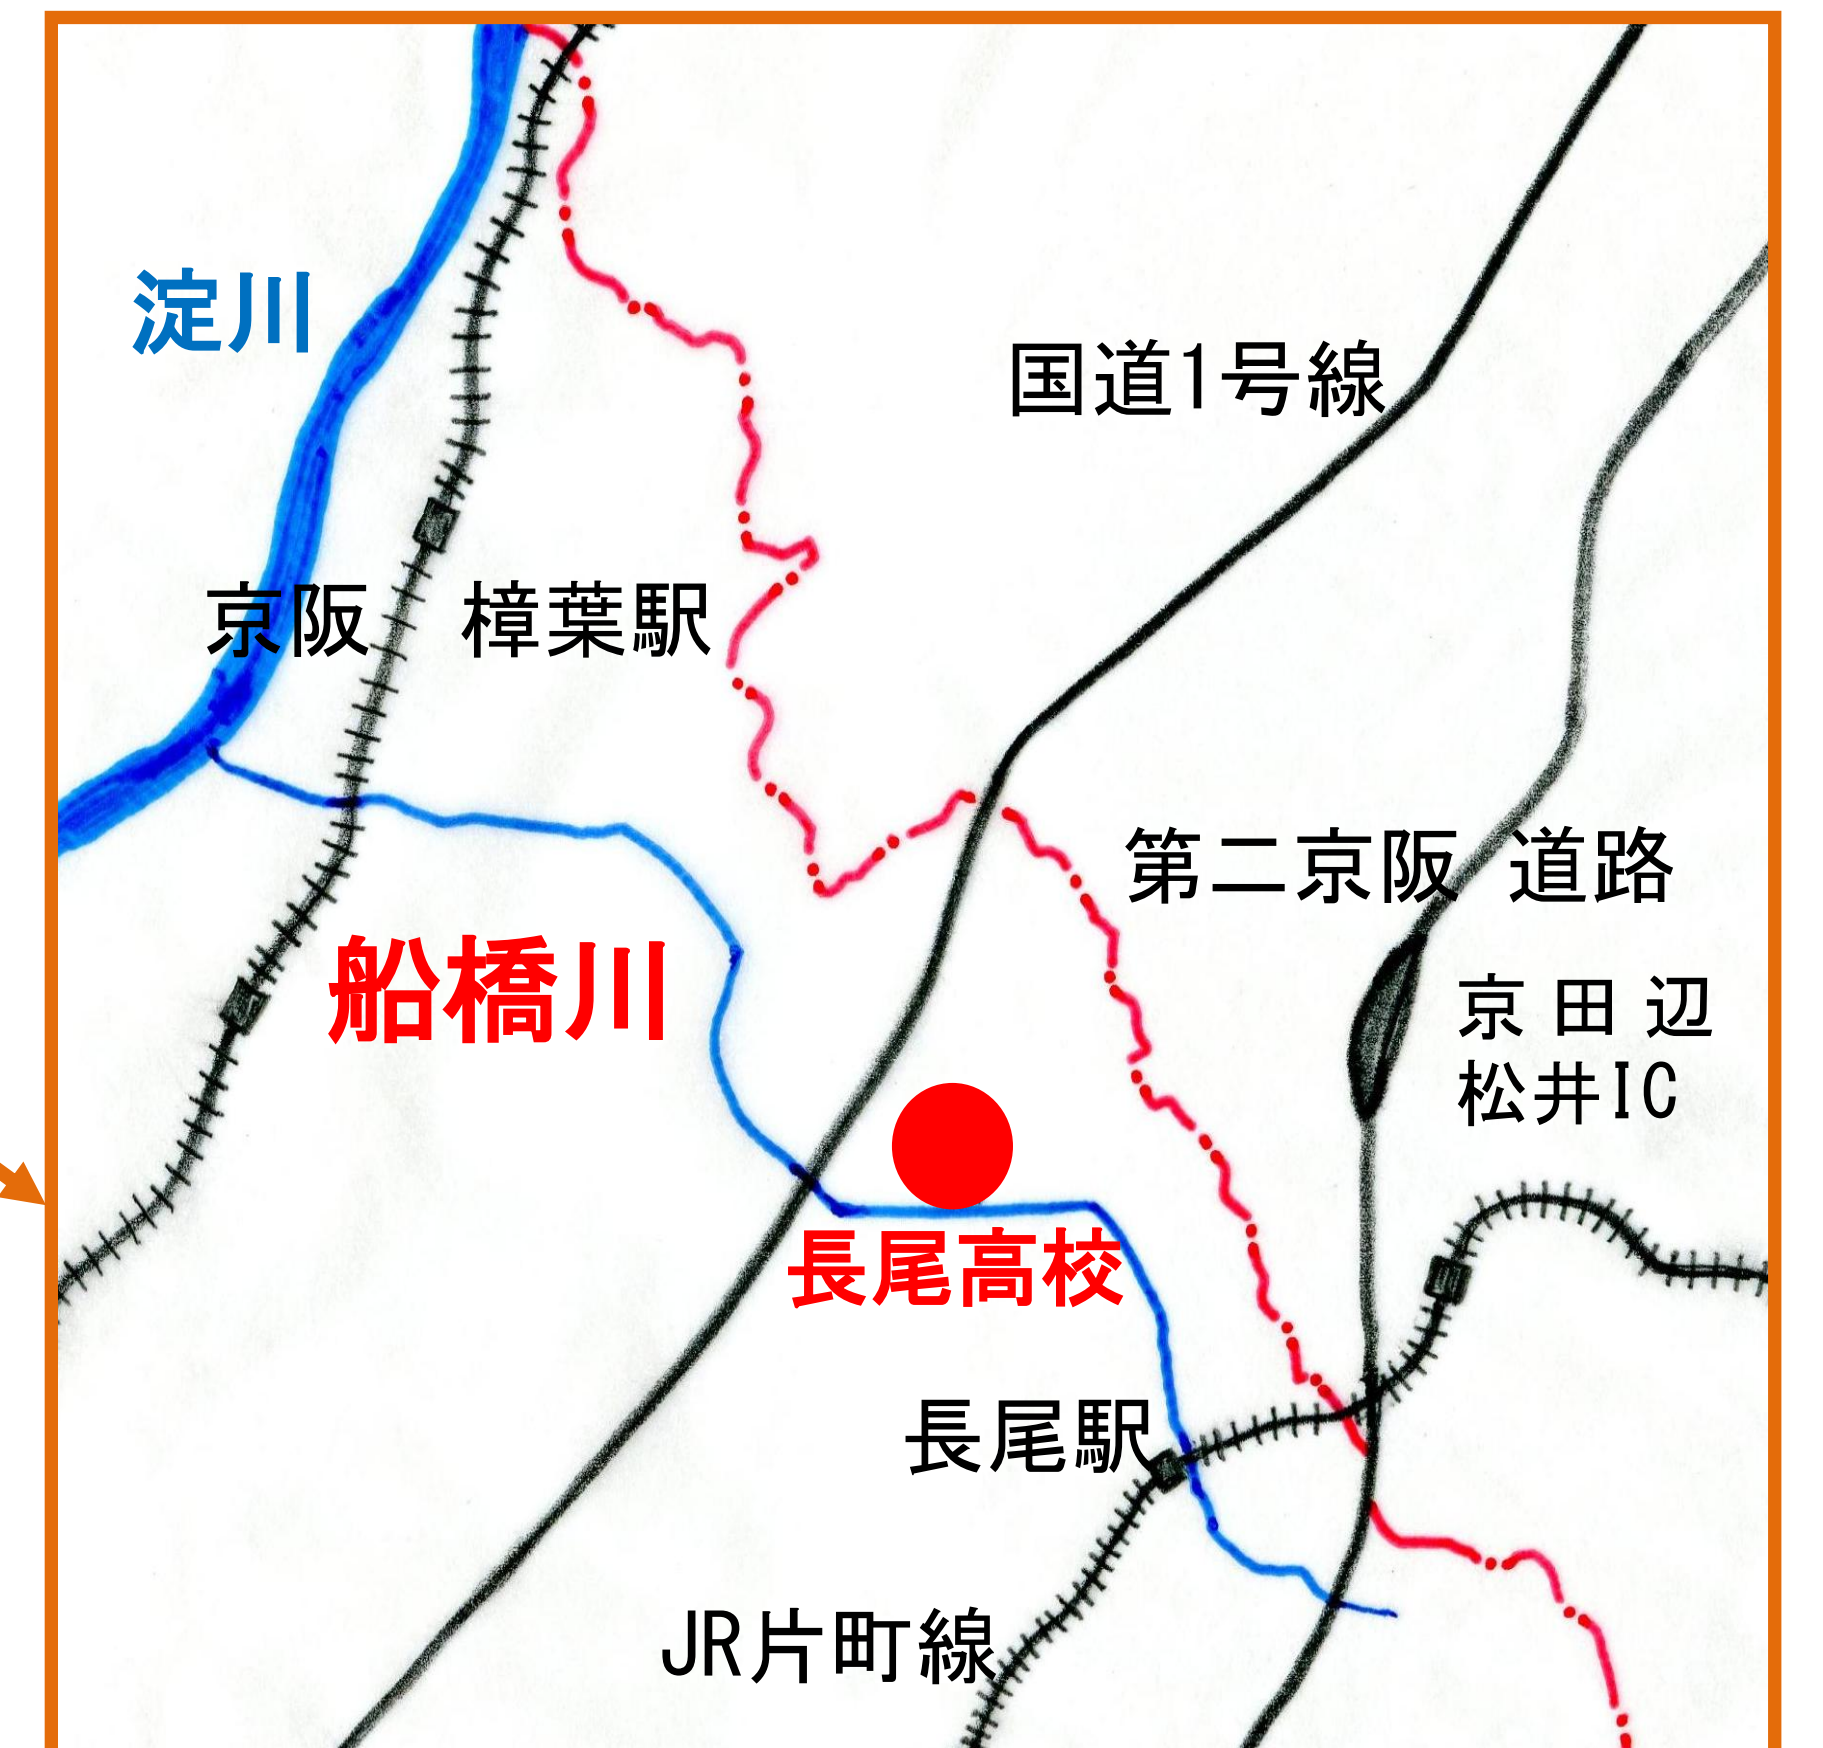 淀川
国道1号線
京阪　樟葉駅
第二京阪 道路
船橋川
京田辺
松井IC
長尾高校
長尾駅
JR片町線